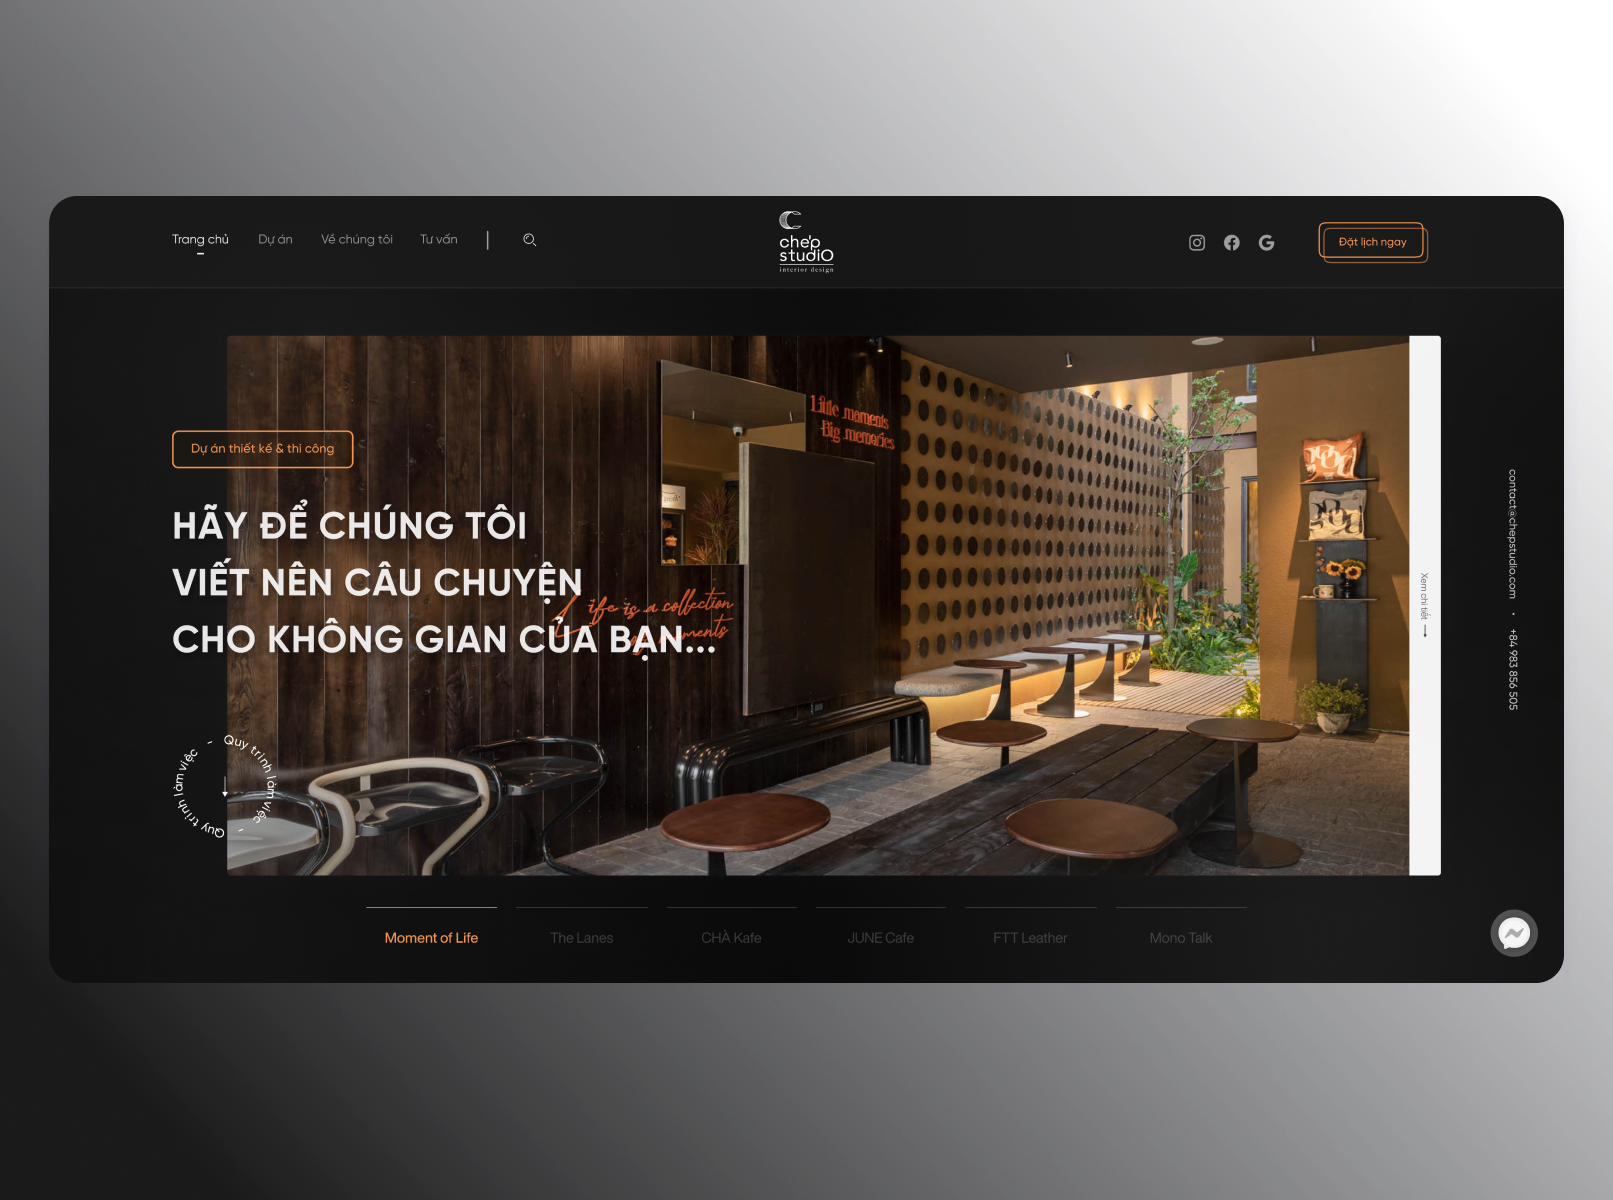 Trang chủ
Dự án
Về chúng tôi
Tư vấn
chẹp
studiO
interior design
Đặt lịch ngay
Dự án thiết kế & thi công
HÃY ĐỂ CHÚNG TÔI
VIẾT NÊN CÂU CHUYỆN
CHO KHÔNG GIAN CỦA BẠN...
Little moments
Big memories
Life is a collection
moments
Xem chi tiết
contact@chepstudio.com • +84 983 856 505
Quy trình làm việc - Quy trình làm việc -
Moment of Life
The Lanes
CHÀ Kafe
JUNE Cafe
FTT Leather
Mono Talk